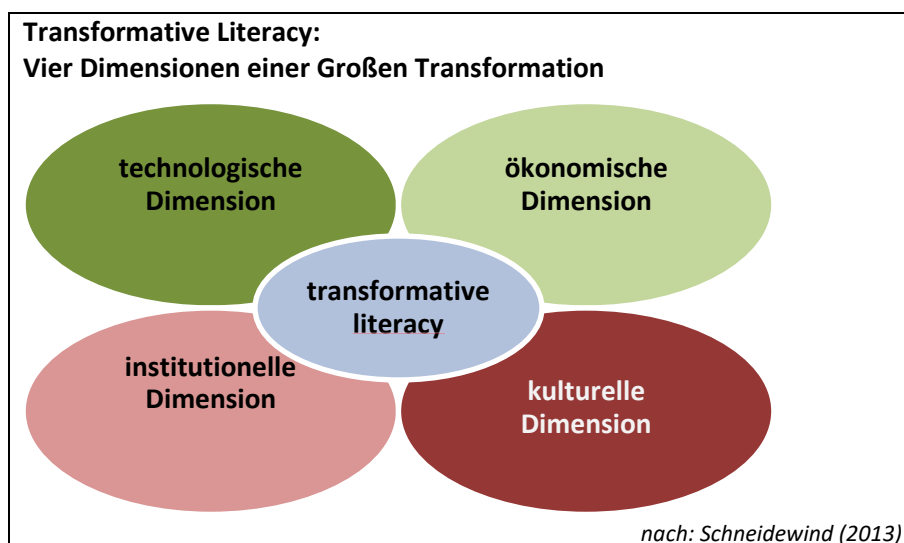 Transformative Literacy:
Vier Dimensionen einer Großen Transformation
technologische
Dimension
ökonomische
Dimension
transformative
literacy
institutionelle
Dimension
kulturelle
Dimension
nach: Schneidewind (2013)